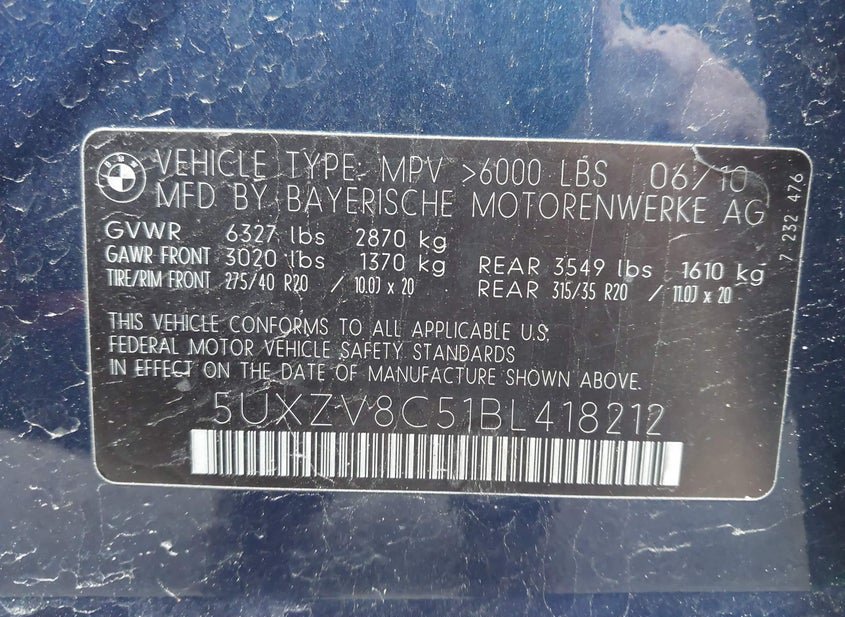 BMW
VEHICLE TYPE: MPV >6000 LBS 06/10
MFD BY BAYERISCHE MOTORENWERKE AG
GVWR 6327 lbs 2870 kg
GAWR FRONT 3020 lbs 1370 kg REAR 3549 lbs 1610 kg
TIRE/RIM FRONT 275/40 R20 / 10.0J x 20 REAR 315/35 R20 / 11.0J x 20
THIS VEHICLE CONFORMS TO ALL APPLICABLE U.S.
FEDERAL MOTOR VEHICLE SAFETY STANDARDS
IN EFFECT ON THE DATE OF MANUFACTURE SHOWN ABOVE.
5UXZV8C51BL418212
7 232 476